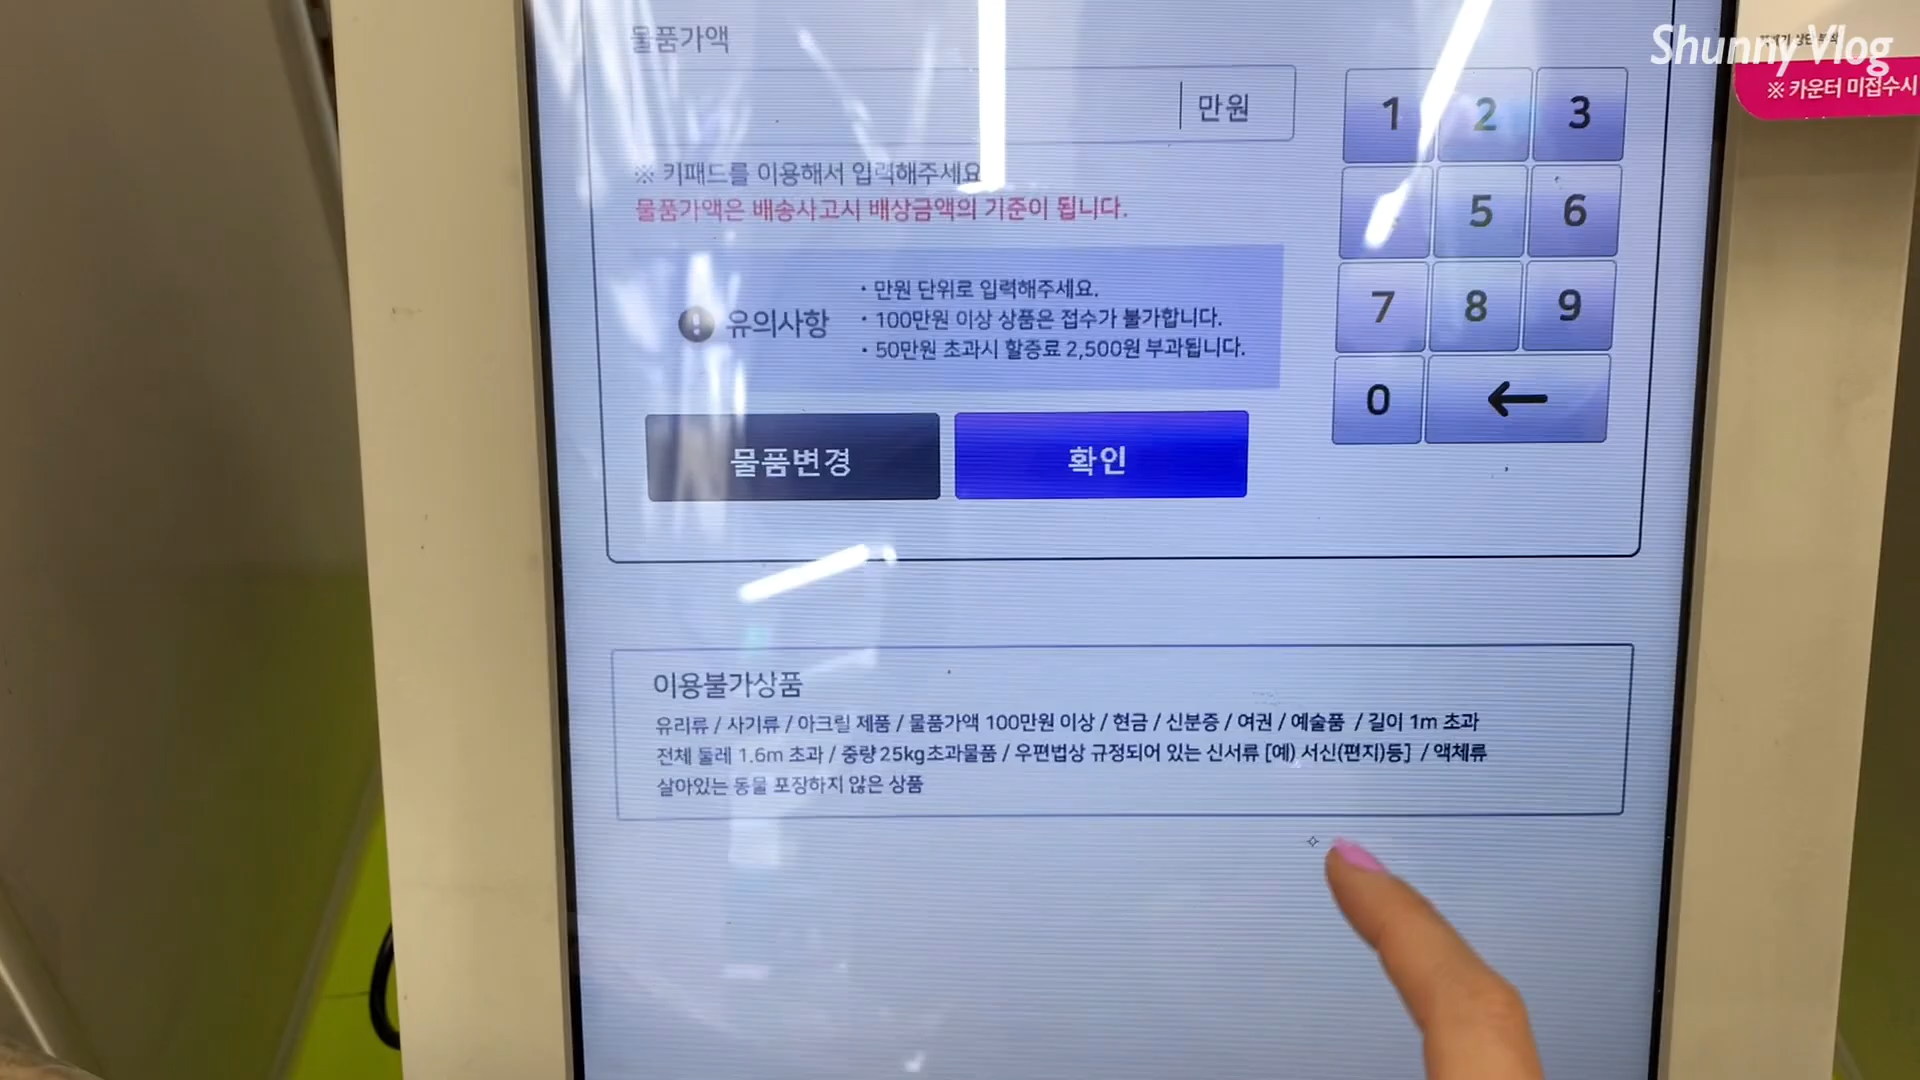 Shunny Vlog
※ 카운터 미접수시
물품가액
만원
※ 키패드를 이용해서 입력해주세요
물품가액은 배송사고시 배상금액의 기준이 됩니다.
유의사항
· 만원 단위로 입력해주세요.
· 100만원 이상 상품은 접수가 불가합니다.
· 50만원 초과시 할증료 2,500원 부과됩니다.
물품변경
확인
1 2 3
5 6
7 8 9
0 ←
이용불가상품
유리류 / 사기류 / 아크릴 제품 / 물품가액 100만원 이상 / 현금 / 신분증 / 여권 / 예술품 / 길이 1m 초과
전체 둘레 1.6m 초과 / 중량 25kg초과물품 / 우편법상 규정되어 있는 신서류 [예) 서신(편지)등] / 액체류
살아있는 동물 포장하지 않은 상품